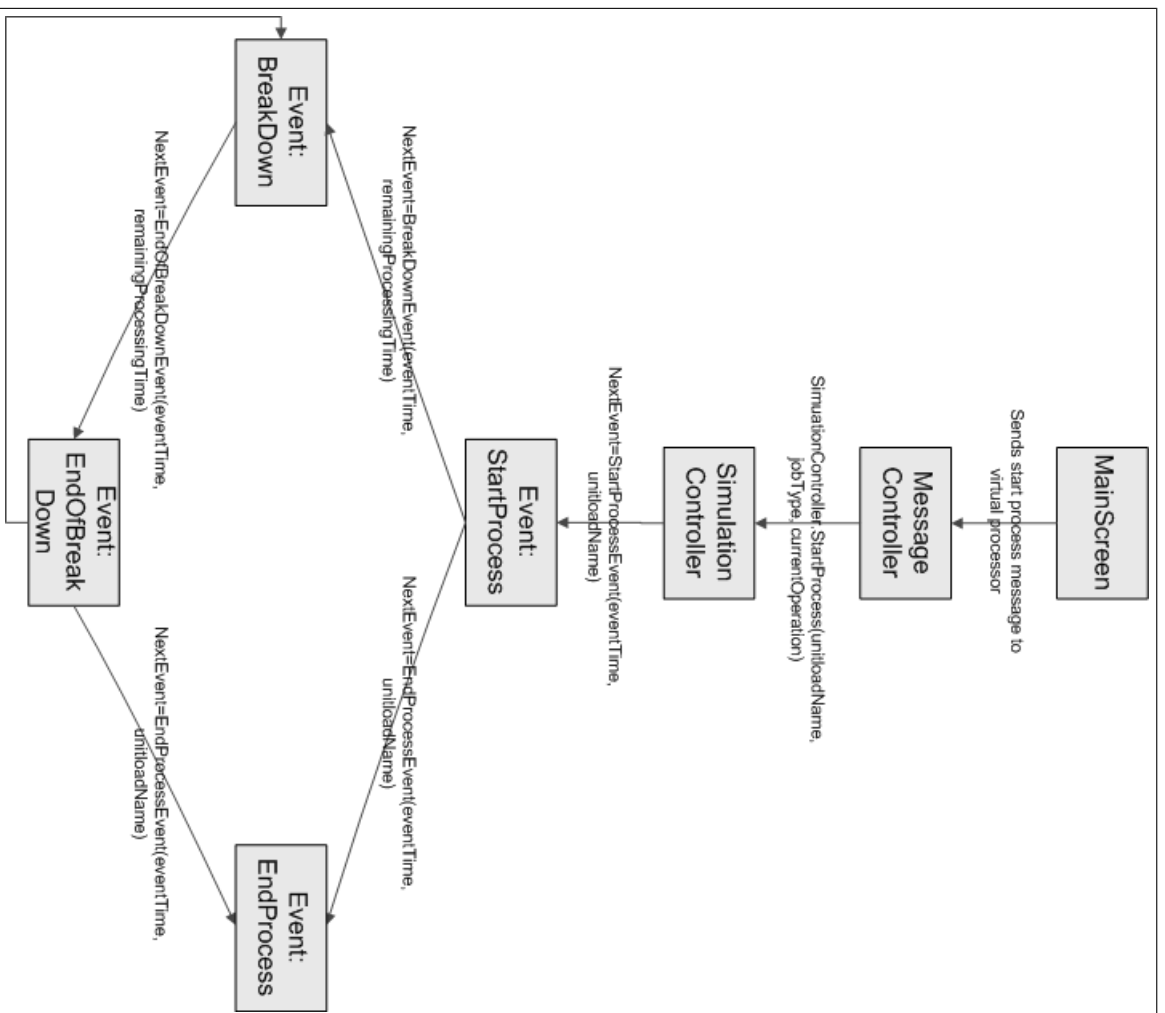 MainScreen
Sends start process message to
virtual processor
Message
Controller
SimuationController.StartProcess(unitloadName,
jobType, currentOperation)
Simulation
Controller
NextEvent=StartProcessEvent(eventTime,
unitloadName)
Event:
StartProcess
NextEvent=BreakDownEvent(eventTime,
remainingProcessingTime)
NextEvent=EndProcessEvent(eventTime,
unitloadName)
Event:
BreakDown
Event:
EndProcess
NextEvent=EndOfBreakDownEvent(eventTime,
remainingProcessingTime)
NextEvent=EndProcessEvent(eventTime,
unitloadName)
Event:
EndOfBreak
Down